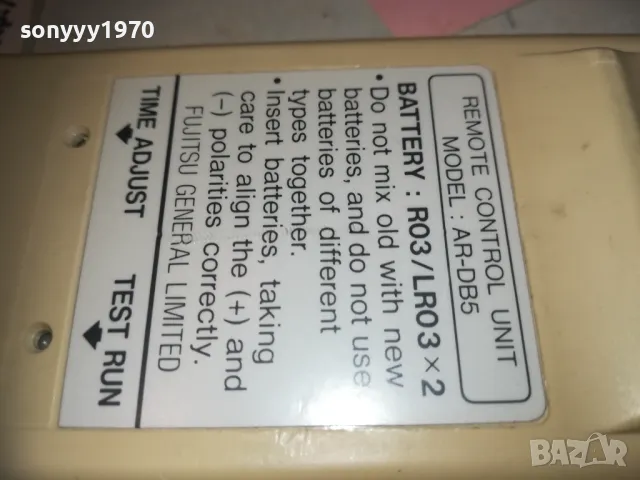 sonyyy1970
REMOTE CONTROL UNIT
MODEL : AR-DB5
BATTERY : R03/LR03 × 2
• Do not mix old with new
batteries, and do not use
batteries of different
types together.
• Insert batteries, taking
care to align the (+) and
(−) polarities correctly.
FUJITSU GENERAL LIMITED
TIME ADJUST
TEST RUN
BAZAR